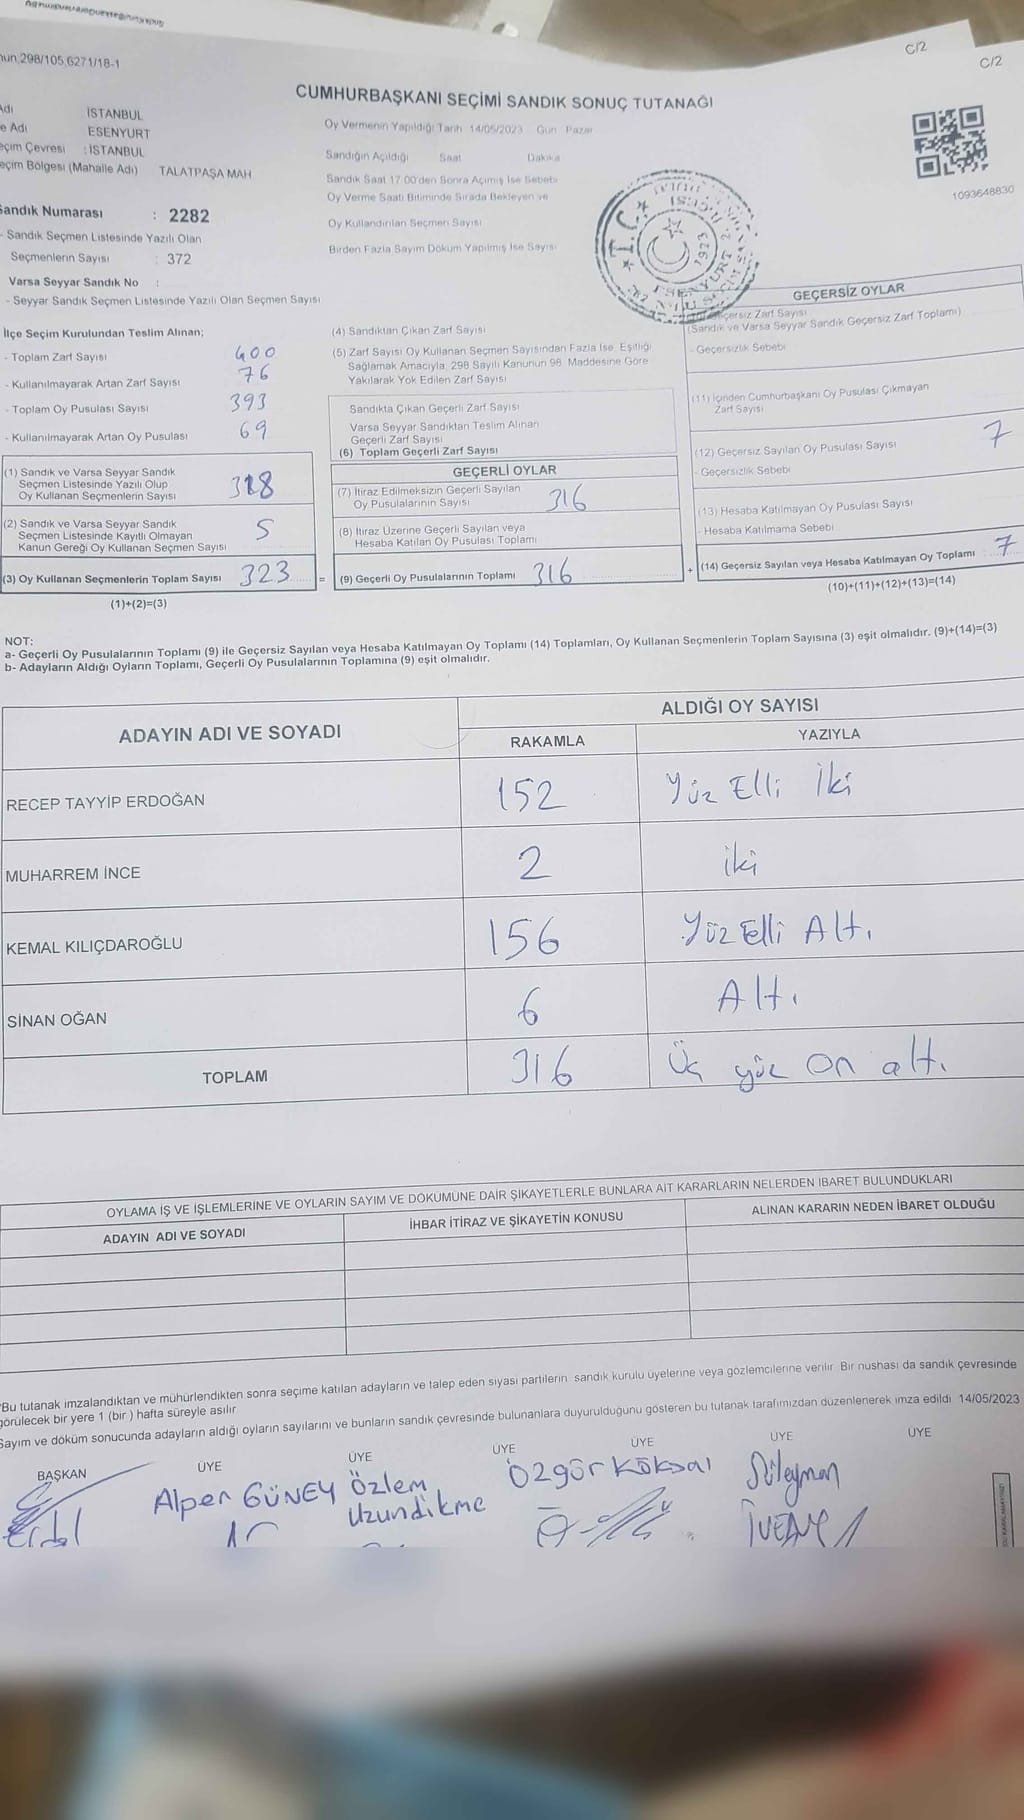 298/105,6271/18-1
C/2
C/2
CUMHURBAŞKANI SEÇİMİ SANDIK SONUÇ TUTANAĞI
İSTANBUL
Adı ESENYURT
Çevresi : İSTANBUL
Bölgesi (Mahalle Adı) TALATPAŞA MAH
Sandık Numarası : 2282
- Sandık Seçmen Listesinde Yazılı Olan
Seçmenlerin Sayısı : 372
Varsa Seyyar Sandık No :
- Seyyar Sandık Seçmen Listesinde Yazılı Olan Seçmen Sayısı
Oy Vermenin Yapıldığı Tarih 14/05/2023 Gün Pazar
Sandığın Açıldığı Saat Dakika
Sandık Saat 17.00'den Sonra Açımış İse Sebebi
Oy Verme Saati Bitiminde Sırada Bekleyen ve
Oy Kullandırılan Seçmen Sayısı
Birden Fazla Sayım Döküm Yapılmış İse Sayısı
T.C.
1923
ESENYURT 2.
1093648830
İlçe Seçim Kurulundan Teslim Alınan;
- Toplam Zarf Sayısı 400
- Kullanılmayarak Artan Zarf Sayısı 76
- Toplam Oy Pusulası Sayısı 393
- Kullanılmayarak Artan Oy Pusulası 69
(1) Sandık ve Varsa Seyyar Sandık
Seçmen Listesinde Yazılı Olup
Oy Kullanan Seçmenlerin Sayısı 318
(2) Sandık ve Varsa Seyyar Sandık
Seçmen Listesinde Kayıtlı Olmayan
Kanun Gereği Oy Kullanan Seçmen Sayısı 5
(3) Oy Kullanan Seçmenlerin Toplam Sayısı 323 =
(1)+(2)=(3)
(4) Sandıktan Çıkan Zarf Sayısı
(5) Zarf Sayısı Oy Kullanan Seçmen Sayısından Fazla İse, Eşitliği
Sağlamak Amacıyla; 298 Sayılı Kanunun 98. Maddesine Göre
Yakılarak Yok Edilen Zarf Sayısı
Sandıkta Çıkan Geçerli Zarf Sayısı
Varsa Seyyar Sandıktan Teslim Alınan
Geçerli Zarf Sayısı
(6) Toplam Geçerli Zarf Sayısı
GEÇERLİ OYLAR
(7) İtiraz Edilmeksizin Geçerli Sayılan
Oy Pusulalarının Sayısı 316
(8) İtiraz Üzerine Geçerli Sayılan veya
Hesaba Katılan Oy Pusulası Toplamı
(9) Geçerli Oy Pusulalarının Toplamı 316 +
GEÇERSİZ OYLAR
Geçersiz Zarf Sayısı
(Sandık ve Varsa Seyyar Sandık Geçersiz Zarf Toplamı)
- Geçersizlik Sebebi
(11) İçinden Cumhurbaşkanı Oy Pusulası Çıkmayan
Zarf Sayısı
(12) Geçersiz Sayılan Oy Pusulası Sayısı 7
- Geçersizlik Sebebi
(13) Hesaba Katılmayan Oy Pusulası Sayısı
- Hesaba Katılmama Sebebi
(14) Geçersiz Sayılan veya Hesaba Katılmayan Oy Toplamı 7
(10)+(11)+(12)+(13)=(14)
NOT:
a- Geçerli Oy Pusulalarının Toplamı (9) ile Geçersiz Sayılan veya Hesaba Katılmayan Oy Toplamı (14) Toplamları, Oy Kullanan Seçmenlerin Toplam Sayısına (3) eşit olmalıdır. (9)+(14)=(3)
b- Adayların Aldığı Oyların Toplamı, Geçerli Oy Pusulalarının Toplamına (9) eşit olmalıdır.
ADAYIN ADI VE SOYADI ALDIĞI OY SAYISI
RAKAMLA YAZIYLA
RECEP TAYYİP ERDOĞAN 152 Yüz Elli İki
MUHARREM İNCE 2 iki
KEMAL KILIÇDAROĞLU 156 Yüz Elli Altı
SİNAN OĞAN 6 Altı
TOPLAM 316 Üç yüz On altı
OYLAMA İŞ VE İŞLEMLERİNE VE OYLARIN SAYIM VE DÖKÜMÜNE DAİR ŞİKAYETLERLE BUNLARA AİT KARARLARIN NELERDEN İBARET BULUNDUKLARI
ADAYIN ADI VE SOYADI İHBAR İTİRAZ VE ŞİKAYETİN KONUSU ALINAN KARARIN NEDEN İBARET OLDUĞU
*Bu tutanak imzalandıktan ve mühürlendikten sonra seçime katılan adayların ve talep eden siyasi partilerin sandık kurulu üyelerine veya gözlemcilerine verilir. Bir nushası da sandık çevresinde
görülecek bir yere 1 (bir) hafta süreyle asılır.
Sayım ve döküm sonucunda adayların aldığı oyların sayılarını ve bunların sandık çevresinde bulunanlara duyurulduğunu gösteren bu tutanak tarafımızdan düzenlenerek imza edildi 14/05/2023
BAŞKAN ÜYE ÜYE ÜYE ÜYE ÜYE ÜYE
Erdal Alper GÜNEY Özlem Uzundikme Özgür Köksal Süleyman